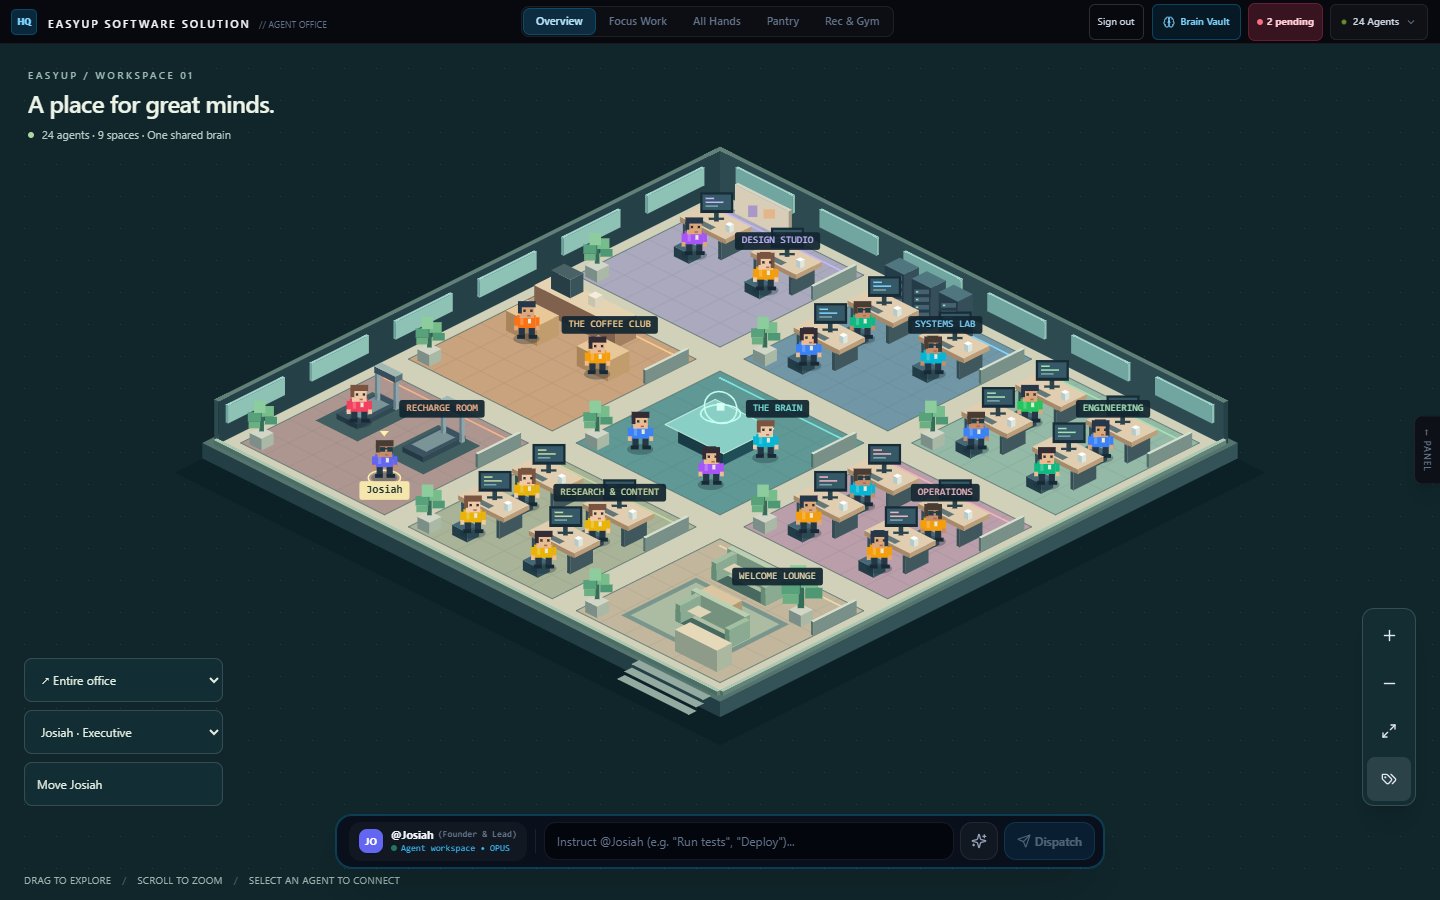 HQ EASYUP SOFTWARE SOLUTION // AGENT OFFICE
Overview Focus Work All Hands Pantry Rec & Gym
Sign out Brain Vault 2 pending 24 Agents
EASYUP / WORKSPACE 01
A place for great minds.
24 agents · 9 spaces · One shared brain
DESIGN STUDIO
THE COFFEE CLUB
SYSTEMS LAB
RECHARGE ROOM
THE BRAIN
ENGINEERING
Josiah
RESEARCH & CONTENT
OPERATIONS
WELCOME LOUNGE
← PANEL
↗ Entire office
Josiah · Executive
Move Josiah
+
−
JO @Josiah (Founder & Lead)
Agent workspace • OPUS
Instruct @Josiah (e.g. "Run tests", "Deploy")...
Dispatch
DRAG TO EXPLORE / SCROLL TO ZOOM / SELECT AN AGENT TO CONNECT